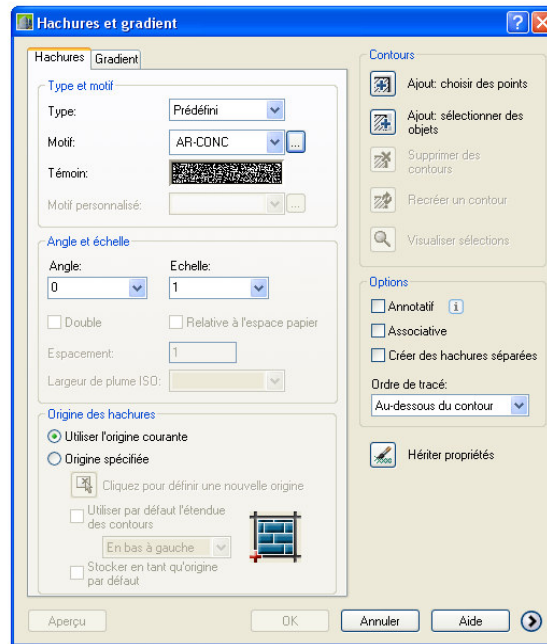 Hachures et gradient
Hachures
Gradient
Type et motif
Type:
Prédéfini
Motif:
AR-CONC
...
Témoin:
Motif personnalisé:
...
Angle et échelle
Angle:
Echelle:
0
1
Double
Relative à l'espace papier
Espacement:
1
Largeur de plume ISO:
Origine des hachures
Utiliser l'origine courante
Origine spécifiée
Cliquez pour définir une nouvelle origine
Utiliser par défaut l'étendue
des contours
En bas à gauche
Stocker en tant qu'origine
par défaut
Contours
Ajout: choisir des points
Ajout: sélectionner des
objets
Supprimer des
contours
Recréer un contour
Visualiser sélections
Options
Annotatif
Associative
Créer des hachures séparées
Ordre de tracé:
Au-dessous du contour
Hériter propriétés
Aperçu
OK
Annuler
Aide